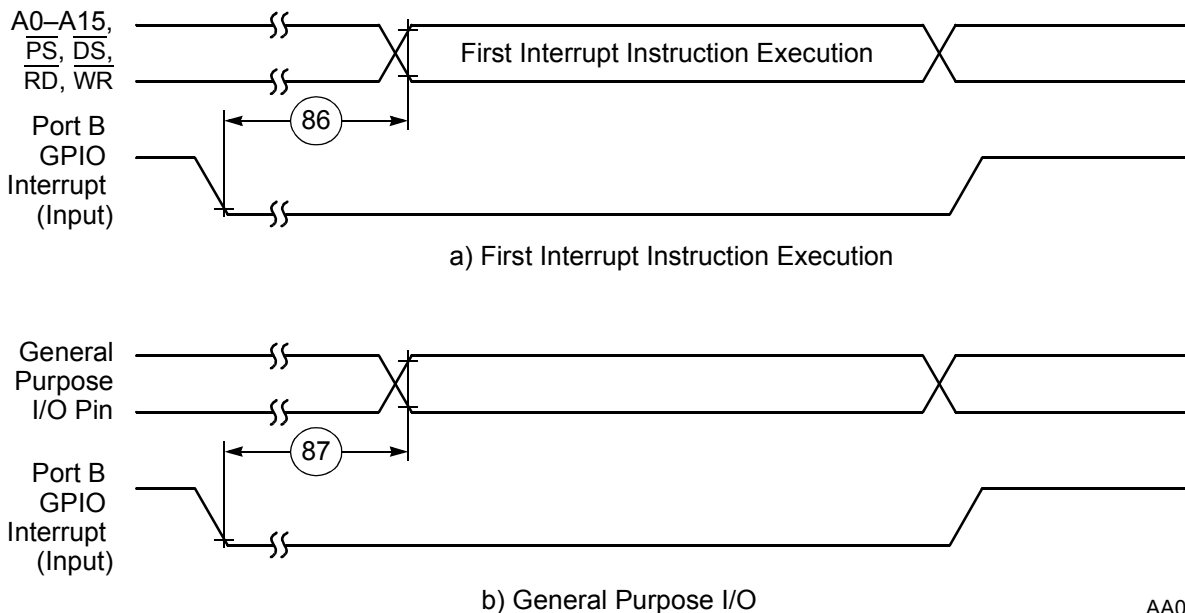 A0–A15,
PS, DS,
RD, WR
First Interrupt Instruction Execution
86
Port B
GPIO
Interrupt
(Input)
a) First Interrupt Instruction Execution
General
Purpose
I/O Pin
87
Port B
GPIO
Interrupt
(Input)
b) General Purpose I/O
AA0